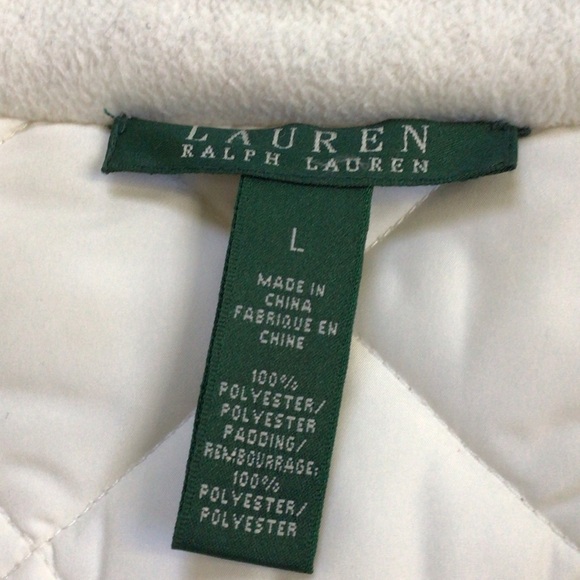 LAUREN
RALPH LAUREN
L
MADE IN
CHINA
FABRIQUE EN
CHINE
100%
POLYESTER/
POLYESTER
PADDING/
REMBOURRAGE:
100%
POLYESTER/
POLYESTER